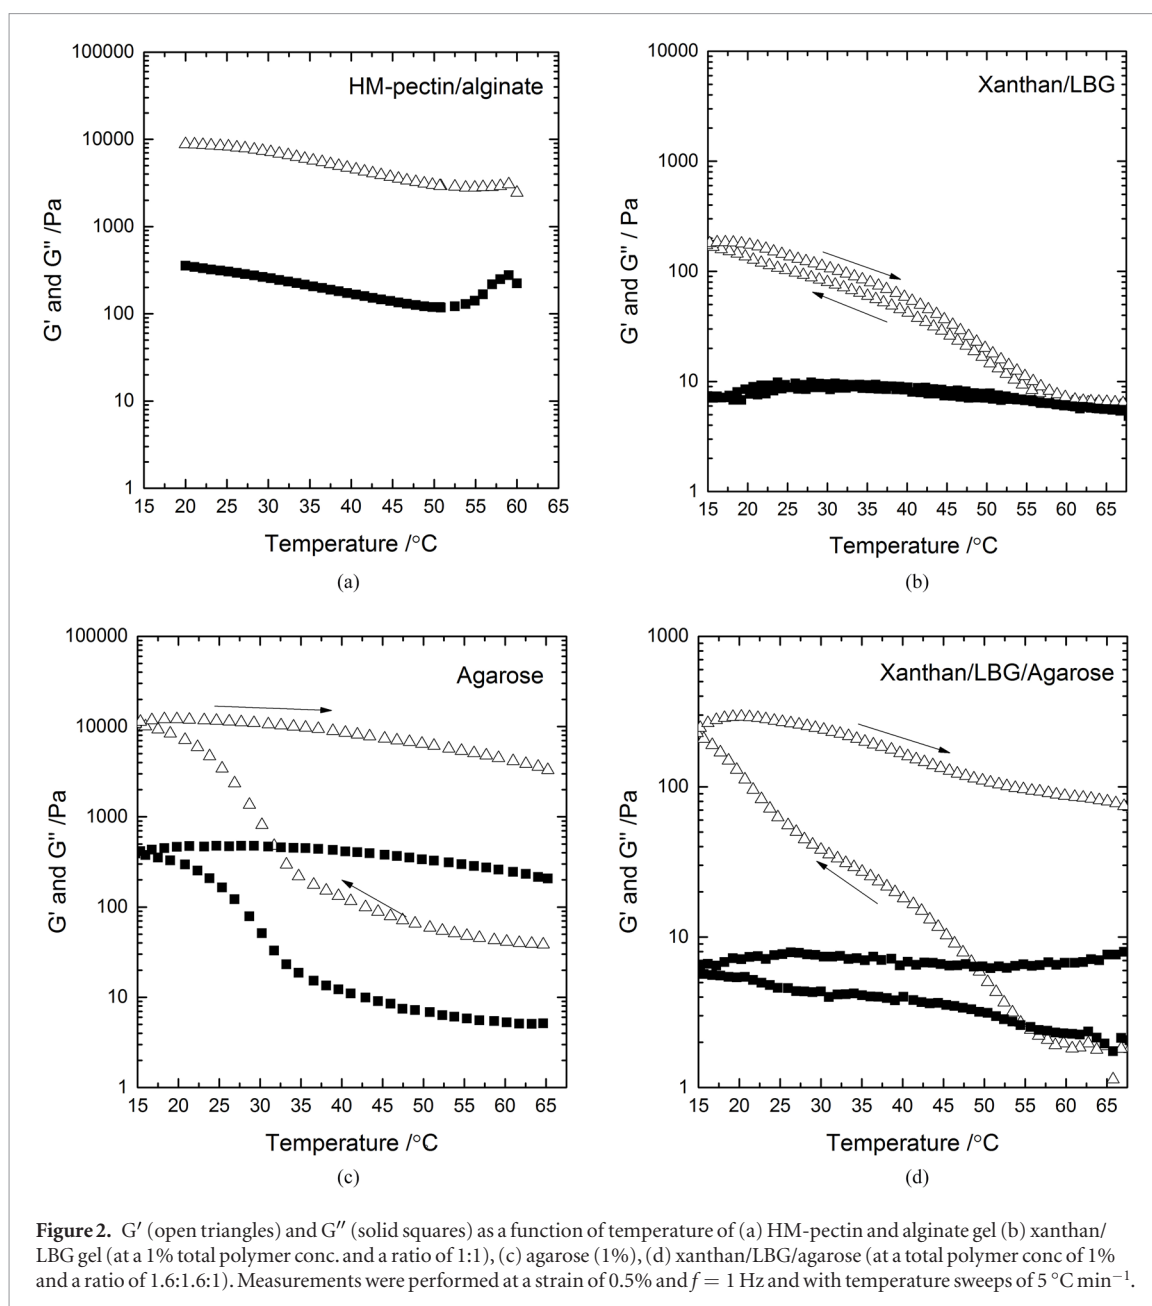 100000
10000
1000
100
10
1
G' and G'' /Pa
HM-pectin/alginate
15 20 25 30 35 40 45 50 55 60 65
Temperature /°C
(a)
10000
1000
100
10
1
G' and G'' / Pa
Xanthan/LBG
15 20 25 30 35 40 45 50 55 60 65
Temperature /°C
(b)
100000
10000
1000
100
10
1
G' and G'' /Pa
Agarose
15 20 25 30 35 40 45 50 55 60 65
Temperature /°C
(c)
1000
100
10
1
G' and G'' /Pa
Xanthan/LBG/Agarose
15 20 25 30 35 40 45 50 55 60 65
Temperature /°C
(d)
Figure 2. G′ (open triangles) and G″ (solid squares) as a function of temperature of (a) HM-pectin and alginate gel (b) xanthan/
LBG gel (at a 1% total polymer conc. and a ratio of 1:1), (c) agarose (1%), (d) xanthan/LBG/agarose (at a total polymer conc of 1%
and a ratio of 1.6:1.6:1). Measurements were performed at a strain of 0.5% and f = 1 Hz and with temperature sweeps of 5 °C min⁻¹.